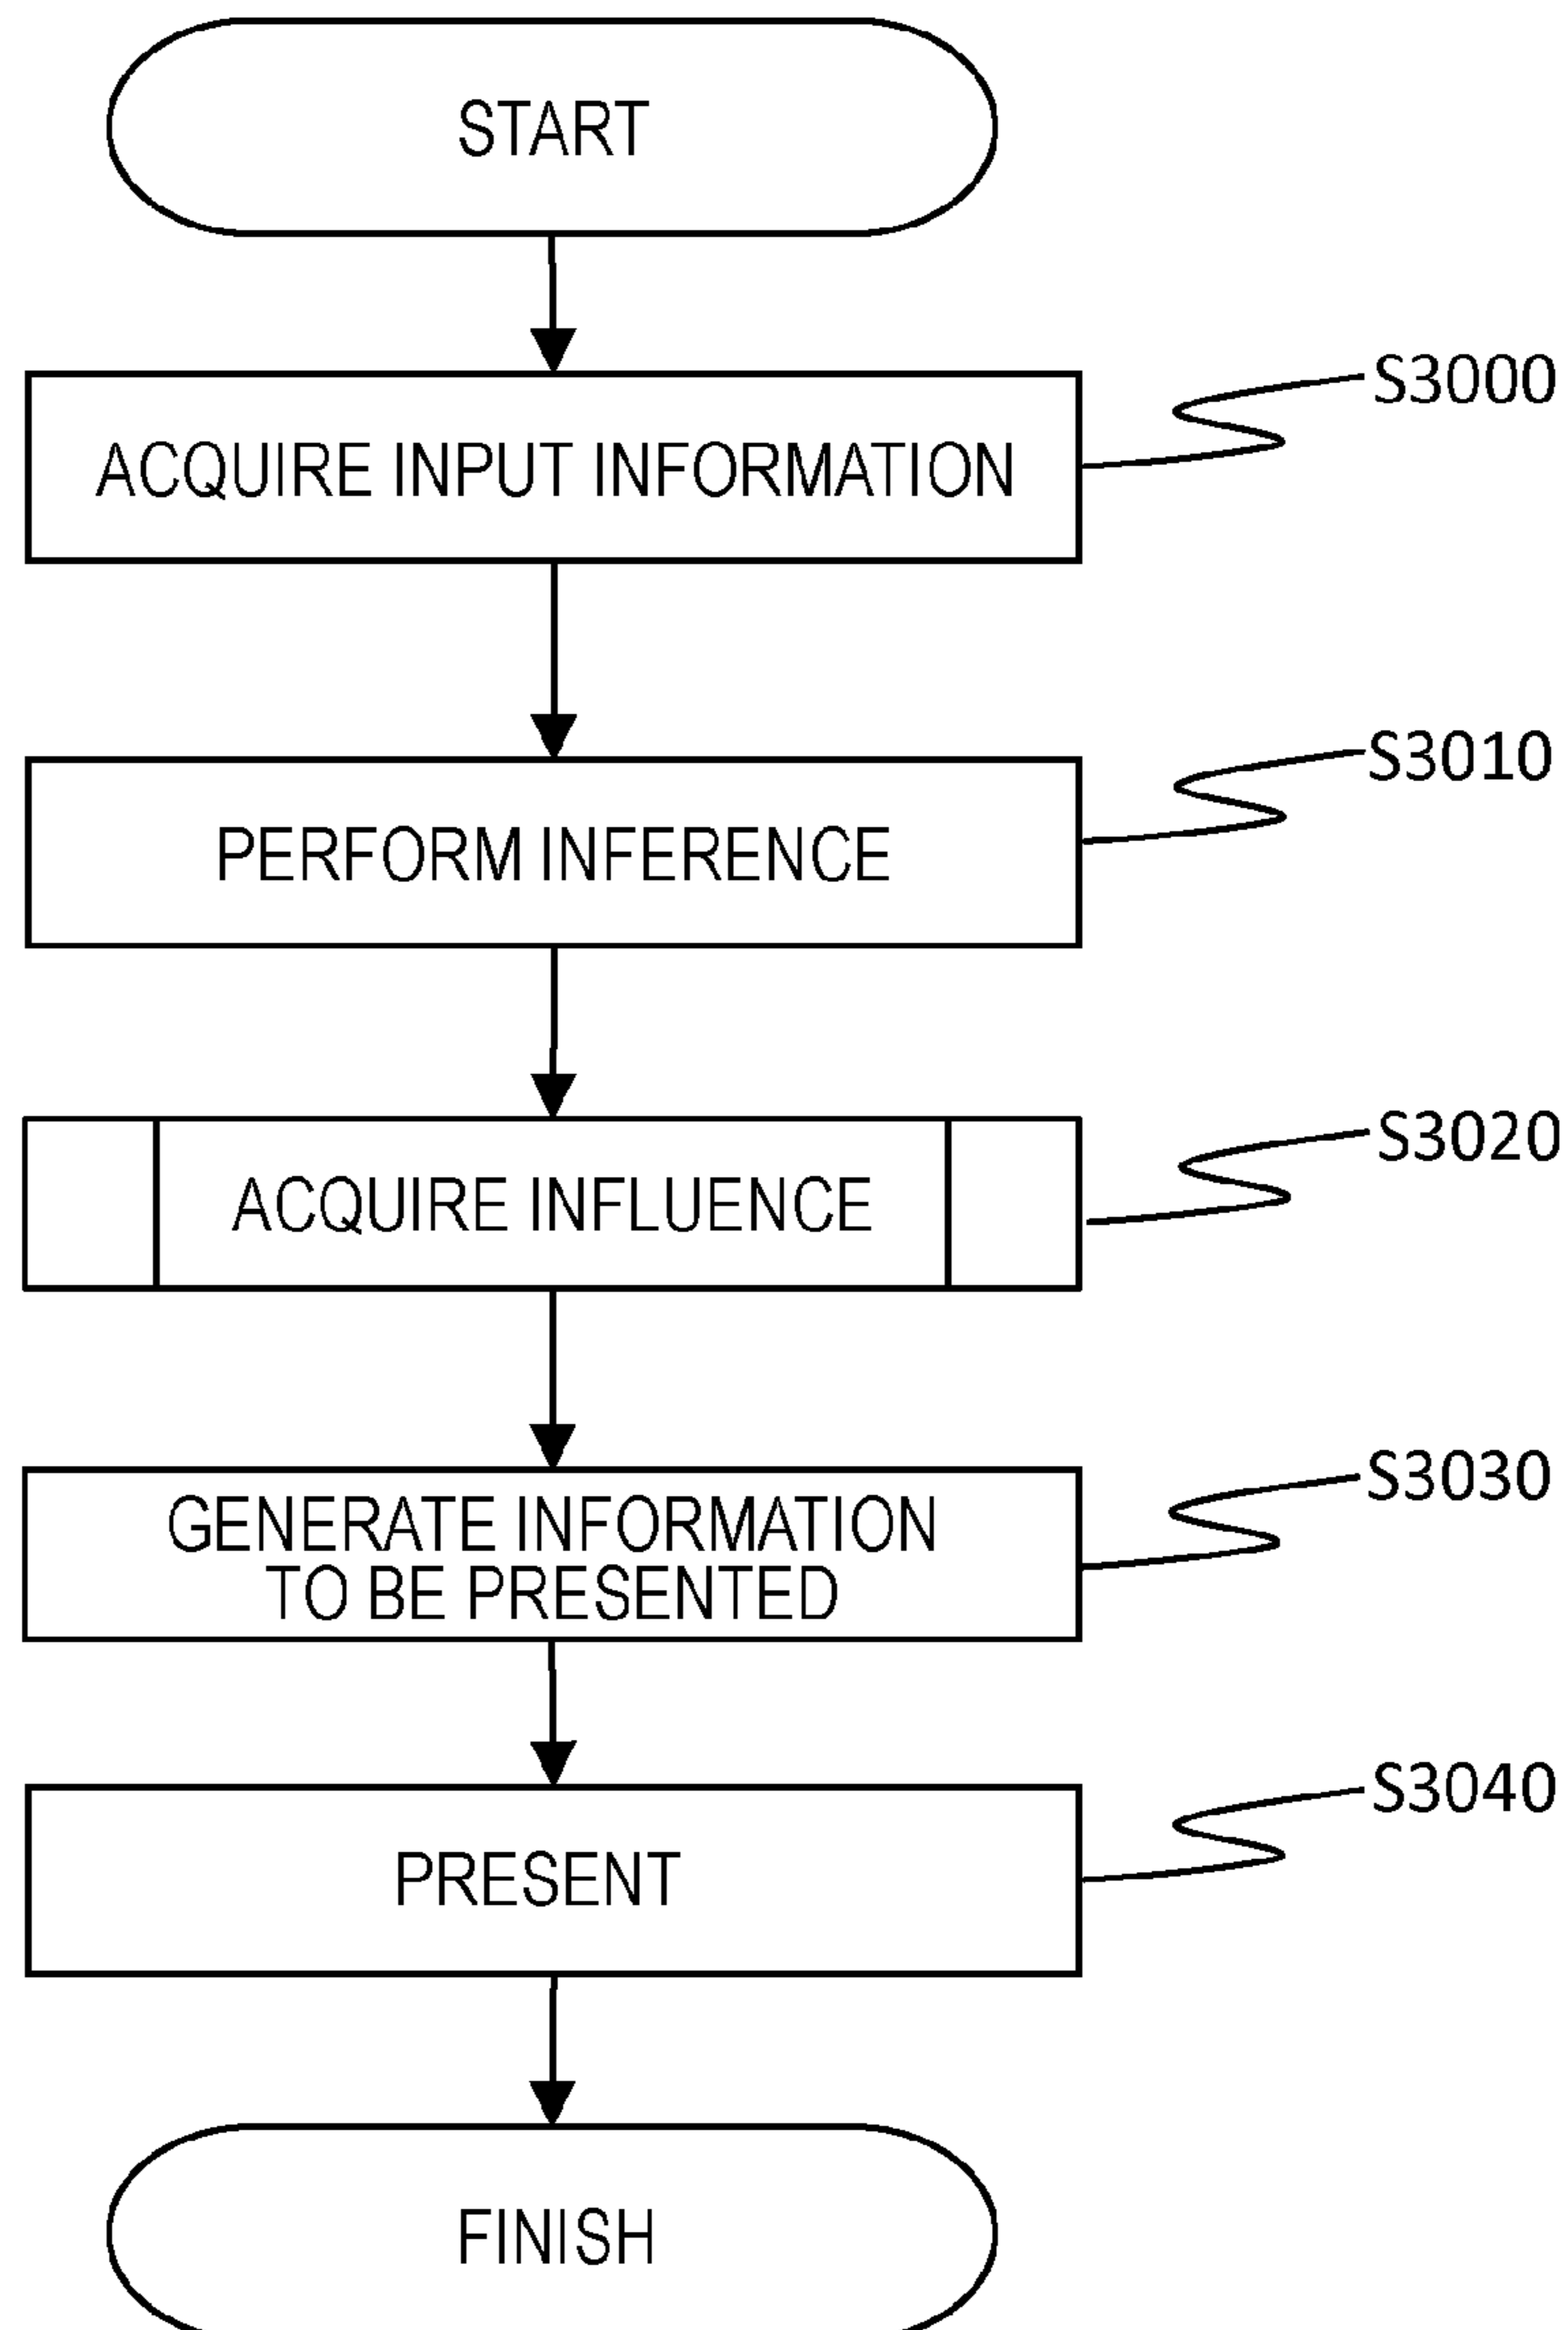 START
S3000
ACQUIRE INPUT INFORMATION
S3010
PERFORM INFERENCE
S3020
ACQUIRE INFLUENCE
S3030
GENERATE INFORMATION
TO BE PRESENTED
S3040
PRESENT
FINISH